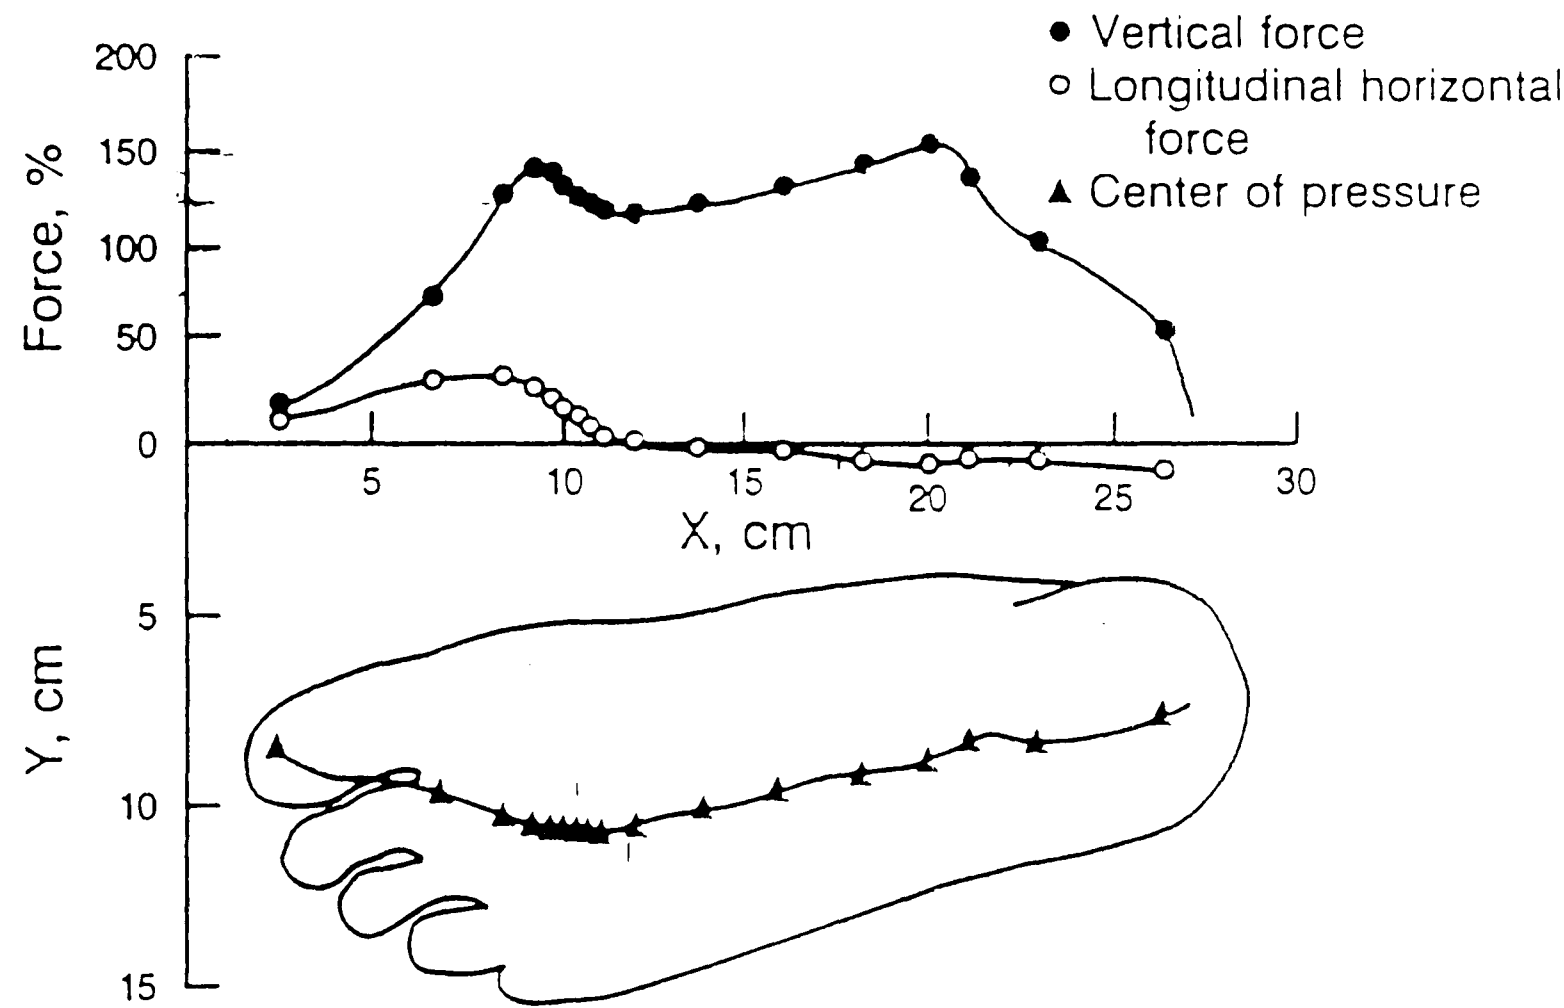 ● Vertical force
○ Longitudinal horizontal
force
▲ Center of pressure
Force, %
200
150
100
50
0
5 10 15 20 25 30
X, cm
Y, cm
5
10
15